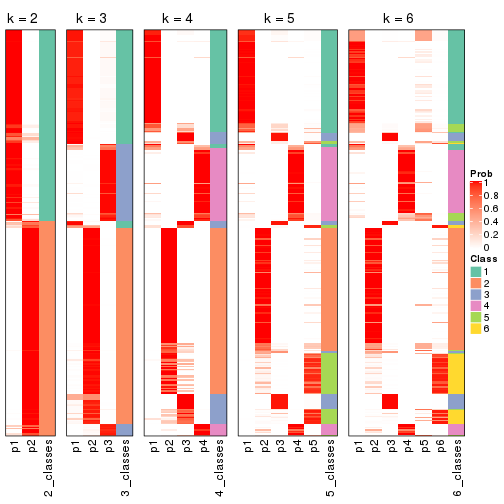 k = 2
k = 3
k = 4
k = 5
k = 6
Prob
1
0.8
0.6
0.4
0.2
0
Class
1
2
3
4
5
6
p1
p2
2_classes
p1
p2
p3
3_classes
p1
p2
p3
p4
4_classes
p1
p2
p3
p4
p5
5_classes
p1
p2
p3
p4
p5
p6
6_classes